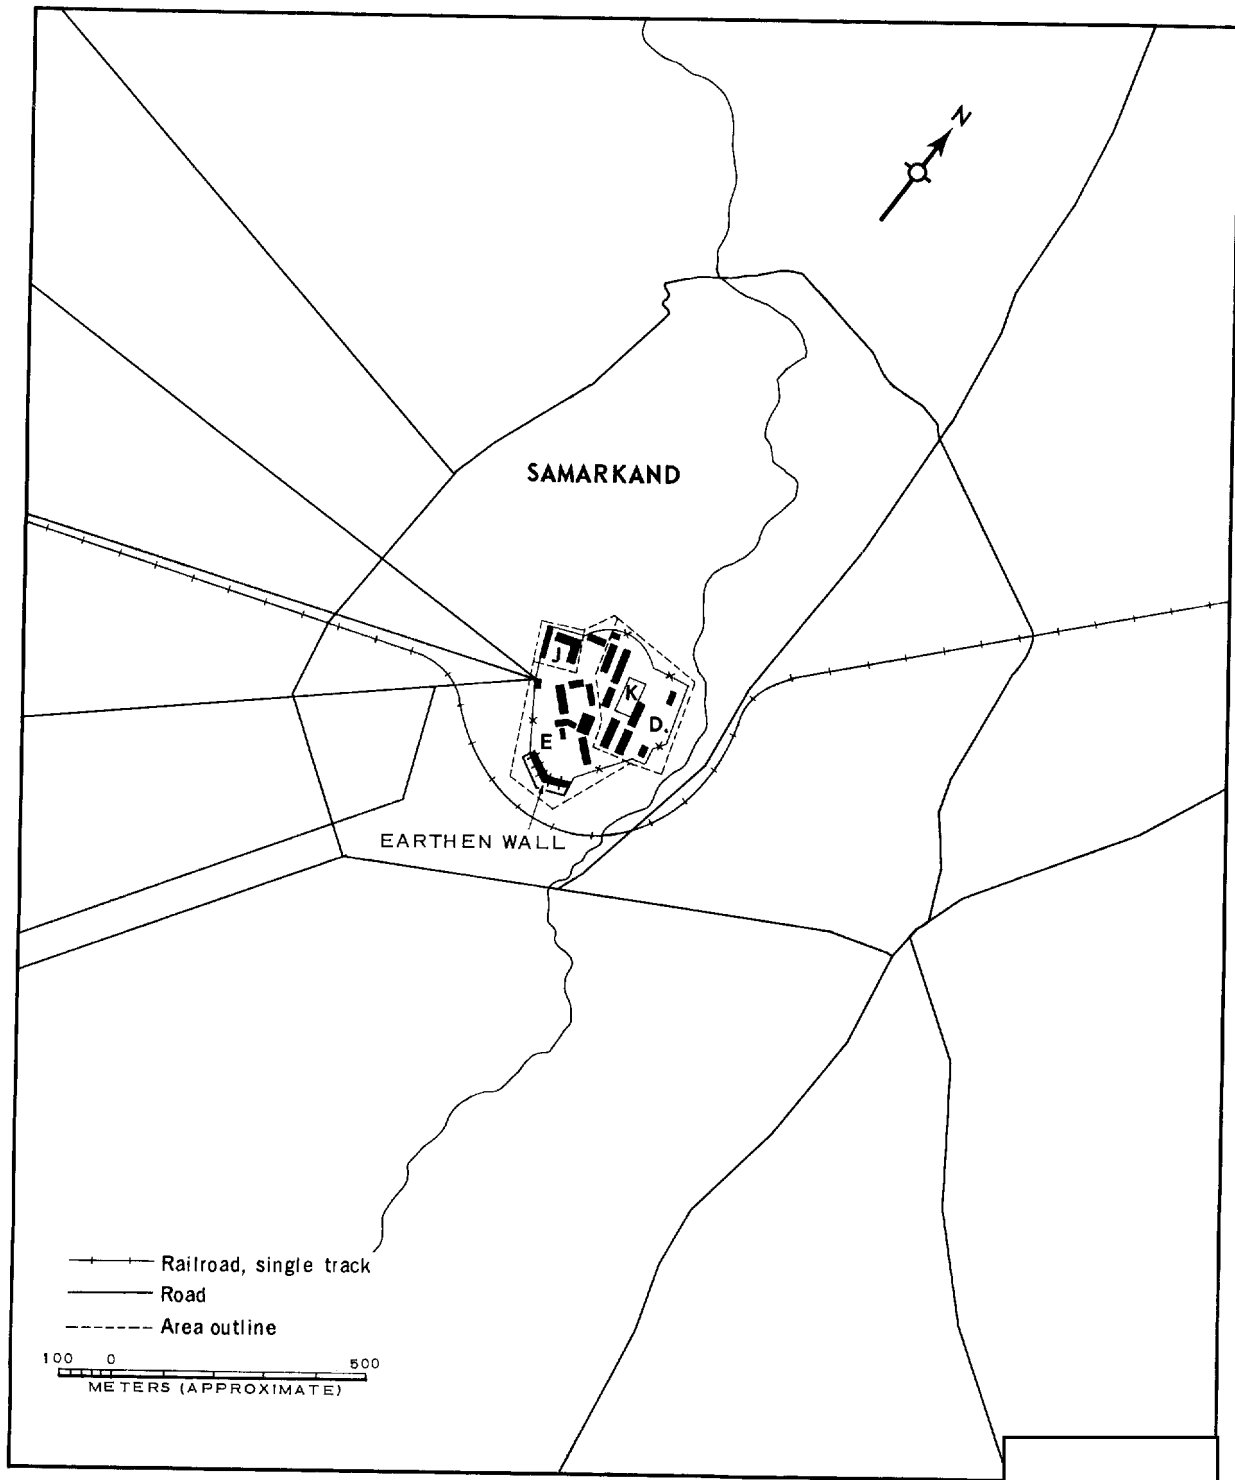 N
SAMARKAND
J
K
D.
E
EARTHEN WALL
Railroad, single track
Road
Area outline
100 0 500
METERS (APPROXIMATE)